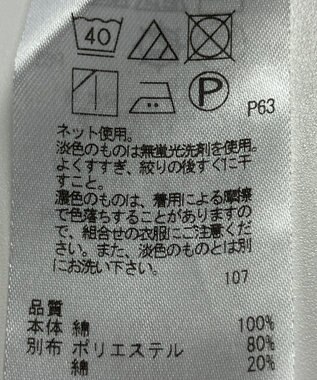 40
P
P63
ネット使用。
淡色のものは無蛍光洗剤を使用。
よくすすぎ、絞りの後すぐに干
すこと。
濃色のものは、着用による摩擦
で色落ちすることがありますの
で、組合せの衣服にご注意くだ
さい。また、淡色のものとは別
にお洗い下さい。
107
品質
本体 綿 100%
別布 ポリエステル 80%
綿 20%